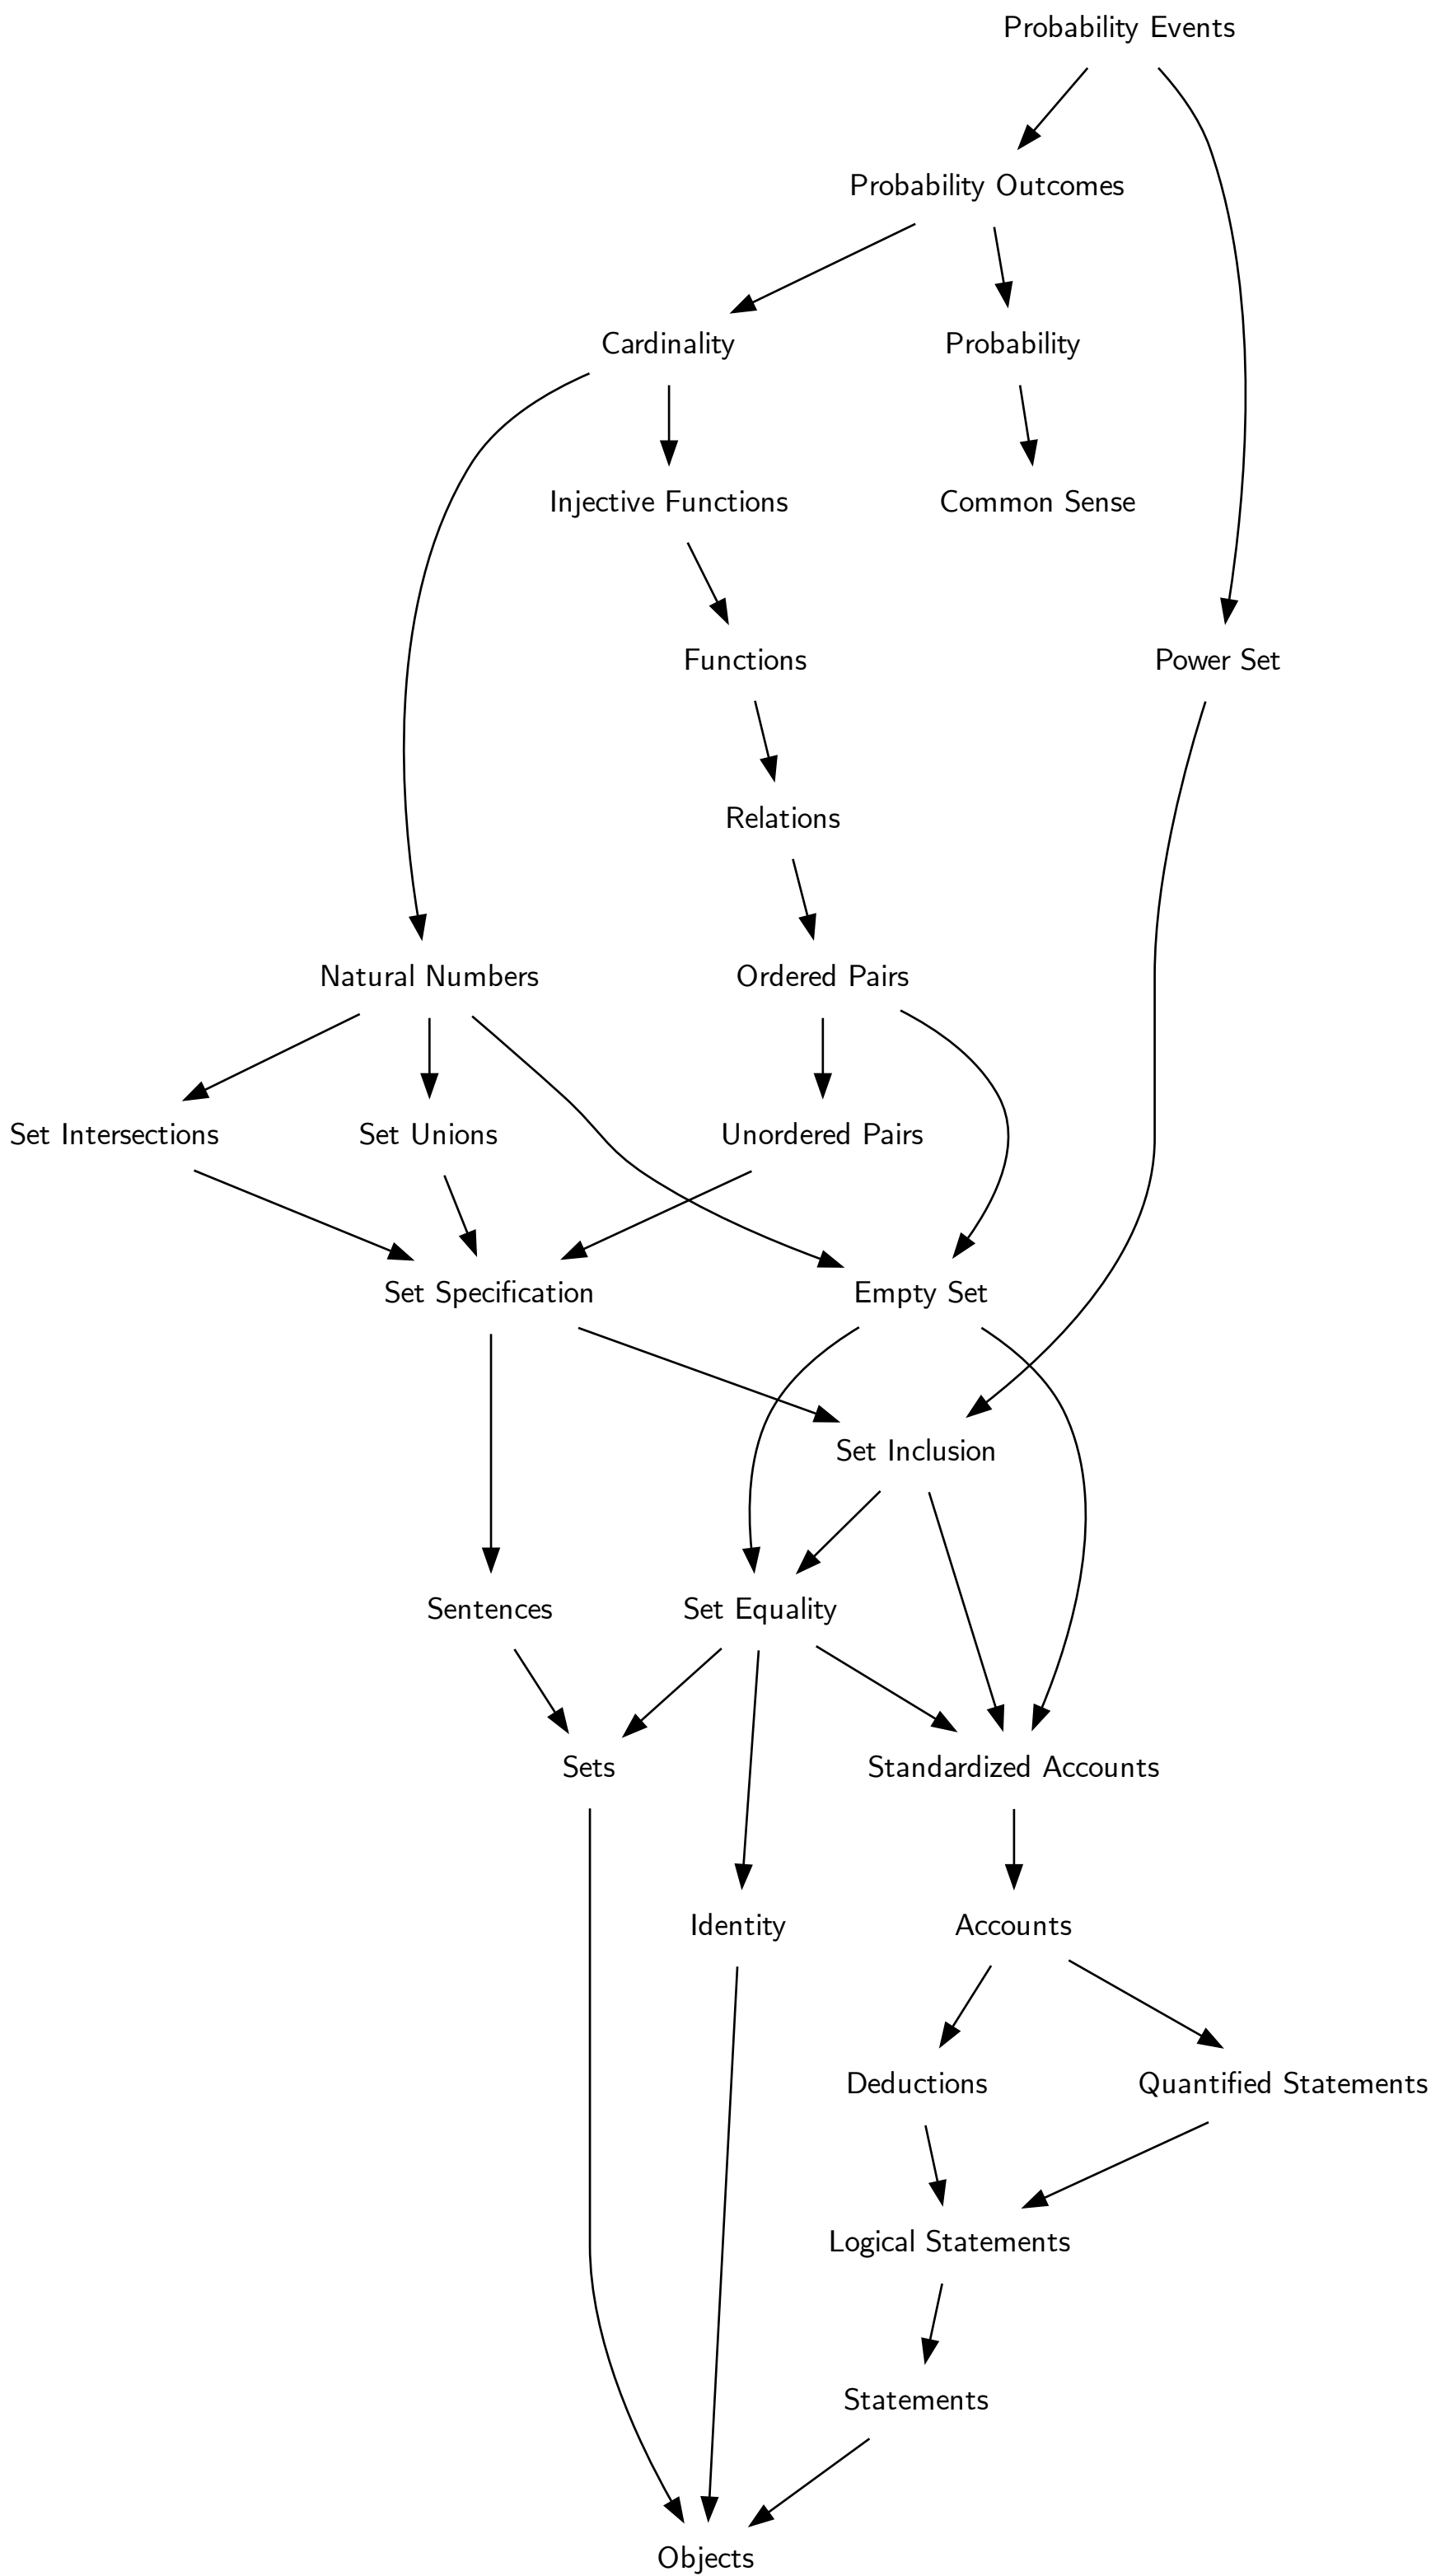 Probability Events
Probability Outcomes
Cardinality
Probability
Injective Functions
Common Sense
Functions
Power Set
Relations
Natural Numbers
Ordered Pairs
Set Intersections
Set Unions
Unordered Pairs
Set Specification
Empty Set
Set Inclusion
Sentences
Set Equality
Sets
Standardized Accounts
Identity
Accounts
Deductions
Quantified Statements
Logical Statements
Statements
Objects